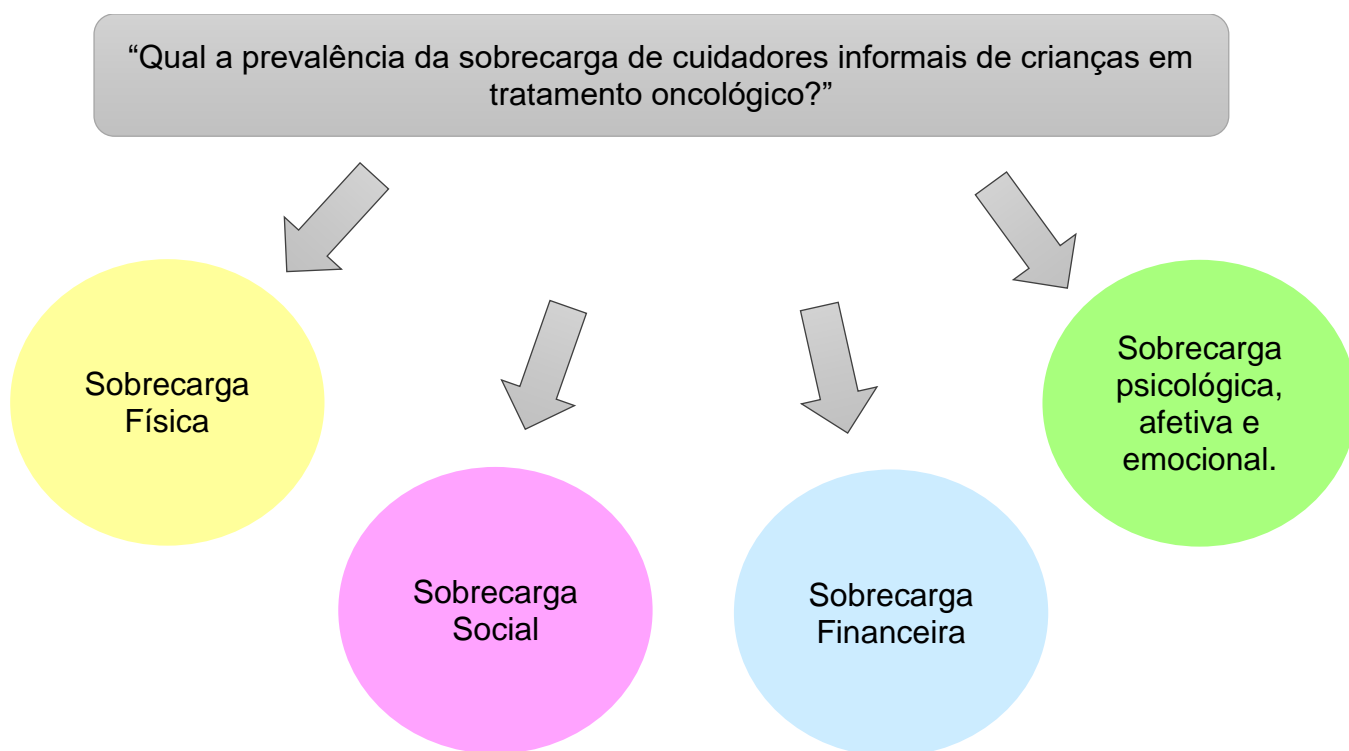 “Qual a prevalência da sobrecarga de cuidadores informais de crianças em
tratamento oncológico?”
Sobrecarga
Física
Sobrecarga
Social
Sobrecarga
Financeira
Sobrecarga
psicológica,
afetiva e
emocional.